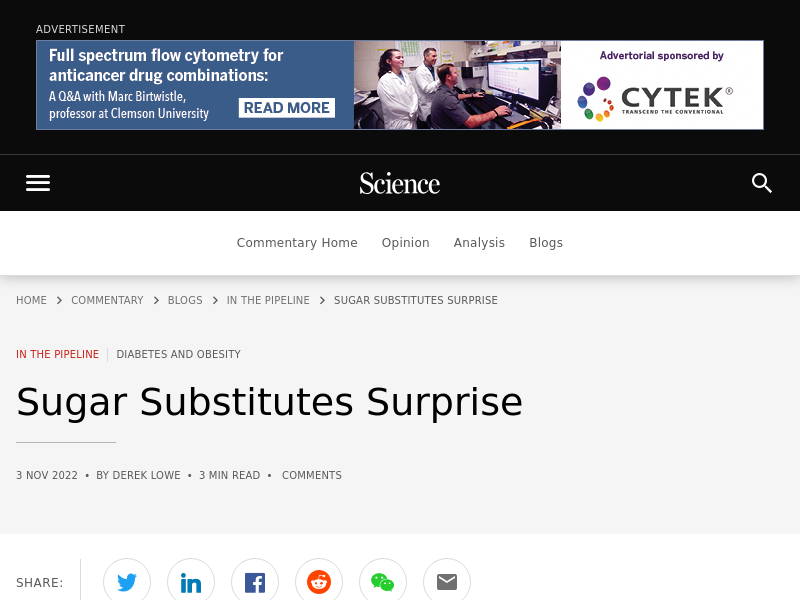 ADVERTISEMENT
Full spectrum flow cytometry for
anticancer drug combinations:
A Q&A with Marc Birtwistle,
professor at Clemson University
READ MORE
Advertorial sponsored by
CYTEK®
TRANSCEND THE CONVENTIONAL
Science
Commentary Home Opinion Analysis Blogs
HOME > COMMENTARY > BLOGS > IN THE PIPELINE > SUGAR SUBSTITUTES SURPRISE
IN THE PIPELINE DIABETES AND OBESITY
Sugar Substitutes Surprise
3 NOV 2022 • BY DEREK LOWE • 3 MIN READ • COMMENTS
SHARE: